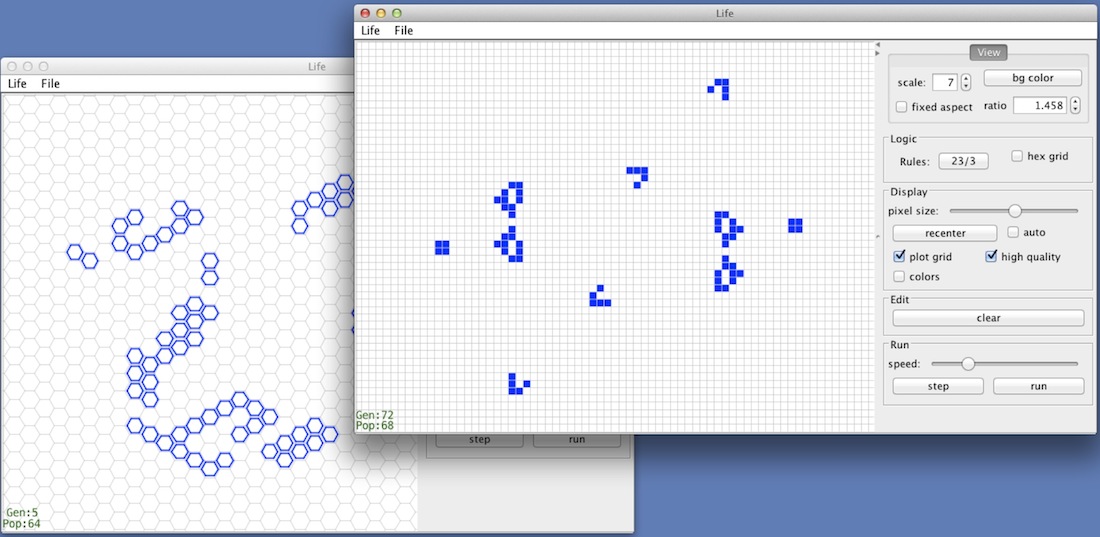 Life
Life File
Gen:5
Pop:64
step run
Life
Life File
Gen:72
Pop:68
View
scale: 7 bg color
fixed aspect ratio 1.458
Logic
Rules: 23/3 hex grid
Display
pixel size:
recenter auto
plot grid high quality
colors
Edit
clear
Run
speed:
step run